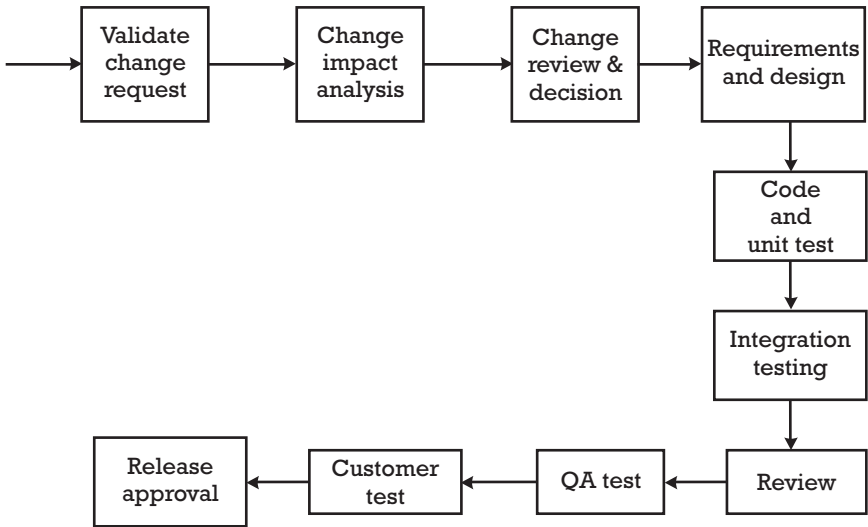 Validate
change
request
Change
impact
analysis
Change
review &
decision
Requirements
and design
Code
and
unit test
Integration
testing
Review
QA test
Customer
test
Release
approval